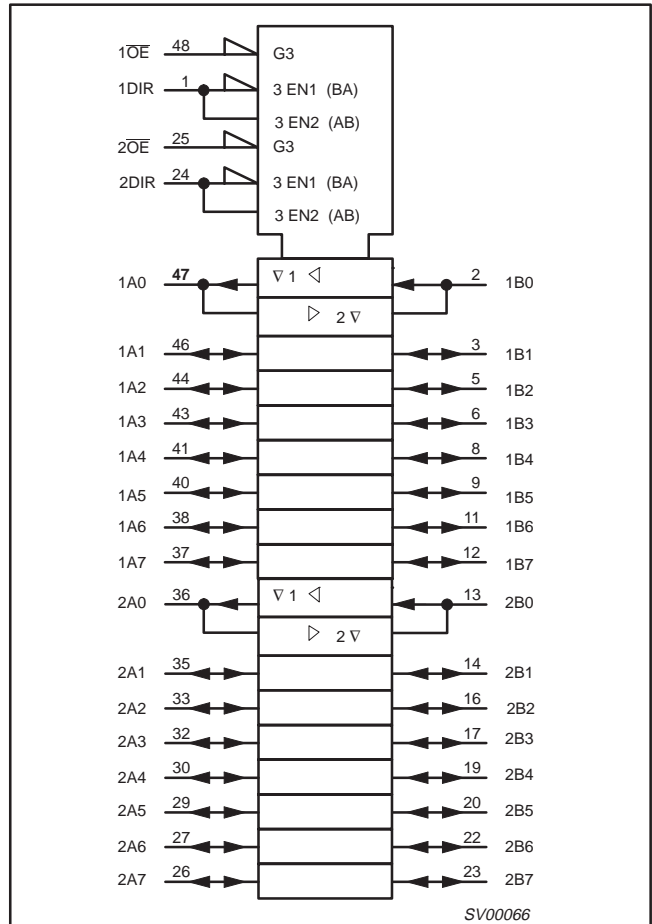 1O̅E̅ 48 G3
1DIR 1 3 EN1 (BA)
3 EN2 (AB)
2O̅E̅ 25 G3
2DIR 24 3 EN1 (BA)
3 EN2 (AB)
1A0 47 ∇ 1 ◁ 2 1B0
▷ 2 ∇
1A1 46 3 1B1
1A2 44 5 1B2
1A3 43 6 1B3
1A4 41 8 1B4
1A5 40 9 1B5
1A6 38 11 1B6
1A7 37 12 1B7
2A0 36 ∇ 1 ◁ 13 2B0
▷ 2 ∇
2A1 35 14 2B1
2A2 33 16 2B2
2A3 32 17 2B3
2A4 30 19 2B4
2A5 29 20 2B5
2A6 27 22 2B6
2A7 26 23 2B7
SV00066